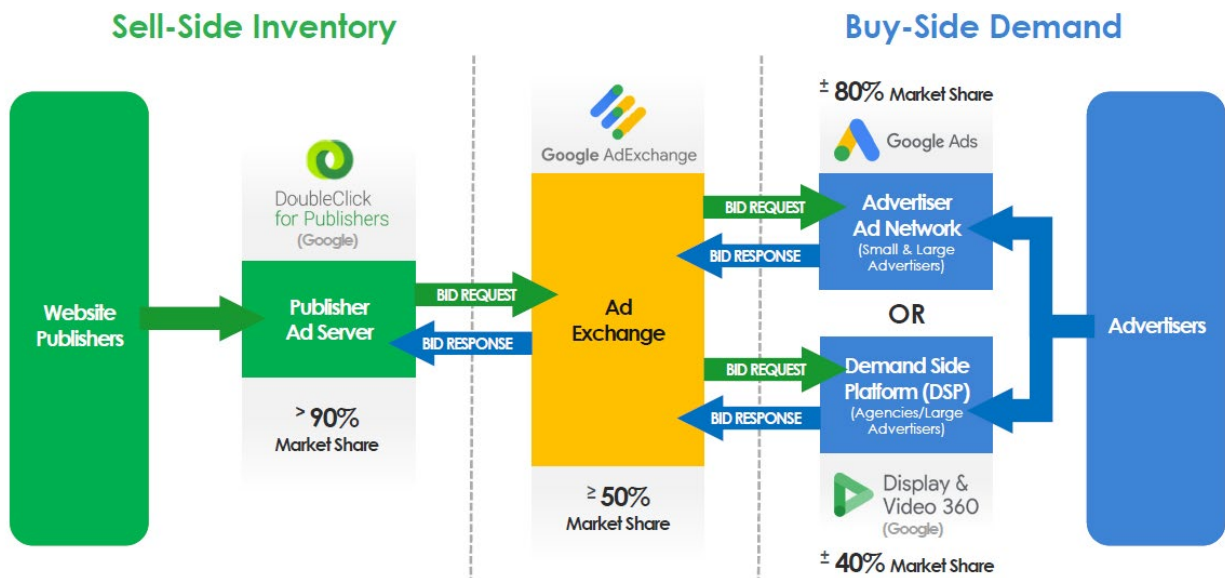 Sell-Side Inventory
Buy-Side Demand
Website
Publishers
DoubleClick
for Publishers
(Google)
Publisher
Ad Server
> 90%
Market Share
BID REQUEST
BID RESPONSE
Google AdExchange
Ad
Exchange
≥ 50%
Market Share
BID REQUEST
BID RESPONSE
BID REQUEST
BID RESPONSE
± 80% Market Share
Google Ads
Advertiser
Ad Network
(Small & Large
Advertisers)
OR
Demand Side
Platform (DSP)
(Agencies/Large
Advertisers)
Display &
Video 360
(Google)
± 40% Market Share
Advertisers